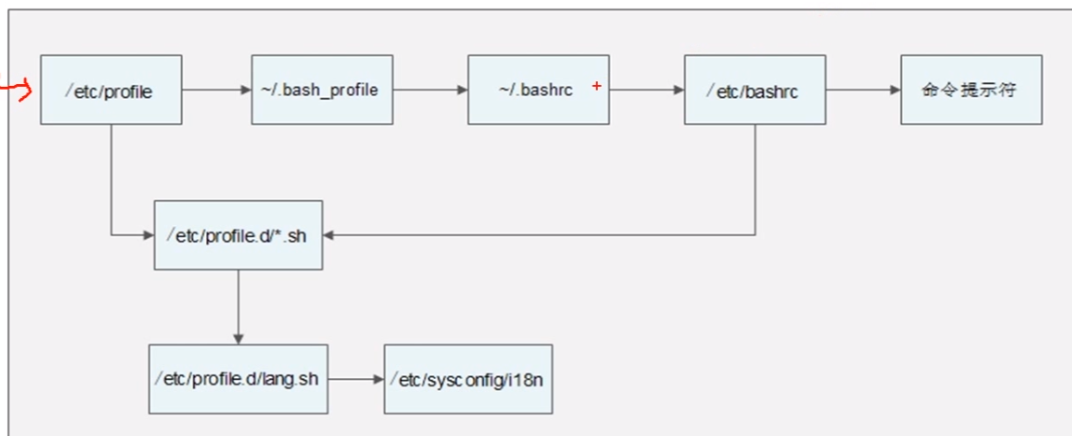 /etc/profile
~/.bash_profile
~/.bashrc
/etc/bashrc
命令提示符
/etc/profile.d/*.sh
/etc/profile.d/lang.sh
/etc/sysconfig/i18n